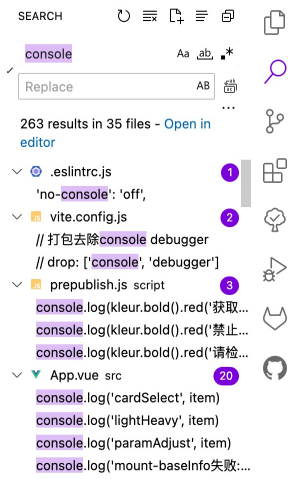 SEARCH
console
Aa ab
Replace
AB
263 results in 35 files - Open in
editor
.eslintrc.js 1
'no-console': 'off',
vite.config.js 2
// 打包去除console debugger
// drop: ['console', 'debugger']
prepublish.js script 3
console.log(kleur.bold().red('获取...
console.log(kleur.bold().red('禁止...
console.log(kleur.bold().red('请检...
App.vue src 20
console.log('cardSelect', item)
console.log('lightHeavy', item)
console.log('paramAdjust', item)
console.log('mount-baseInfo失败:...